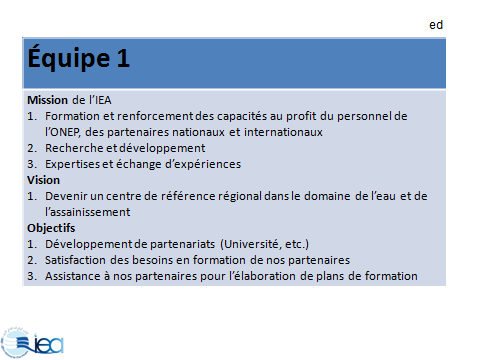 ed
Équipe 1
Mission de l’IEA
1. Formation et renforcement des capacités au profit du personnel de
l’ONEP, des partenaires nationaux et internationaux
2. Recherche et développement
3. Expertises et échange d’expériences
Vision
1. Devenir un centre de référence régional dans le domaine de l’eau et de
l’assainissement
Objectifs
1. Développement de partenariats (Université, etc.)
2. Satisfaction des besoins en formation de nos partenaires
3. Assistance à nos partenaires pour l’élaboration de plans de formation
iea